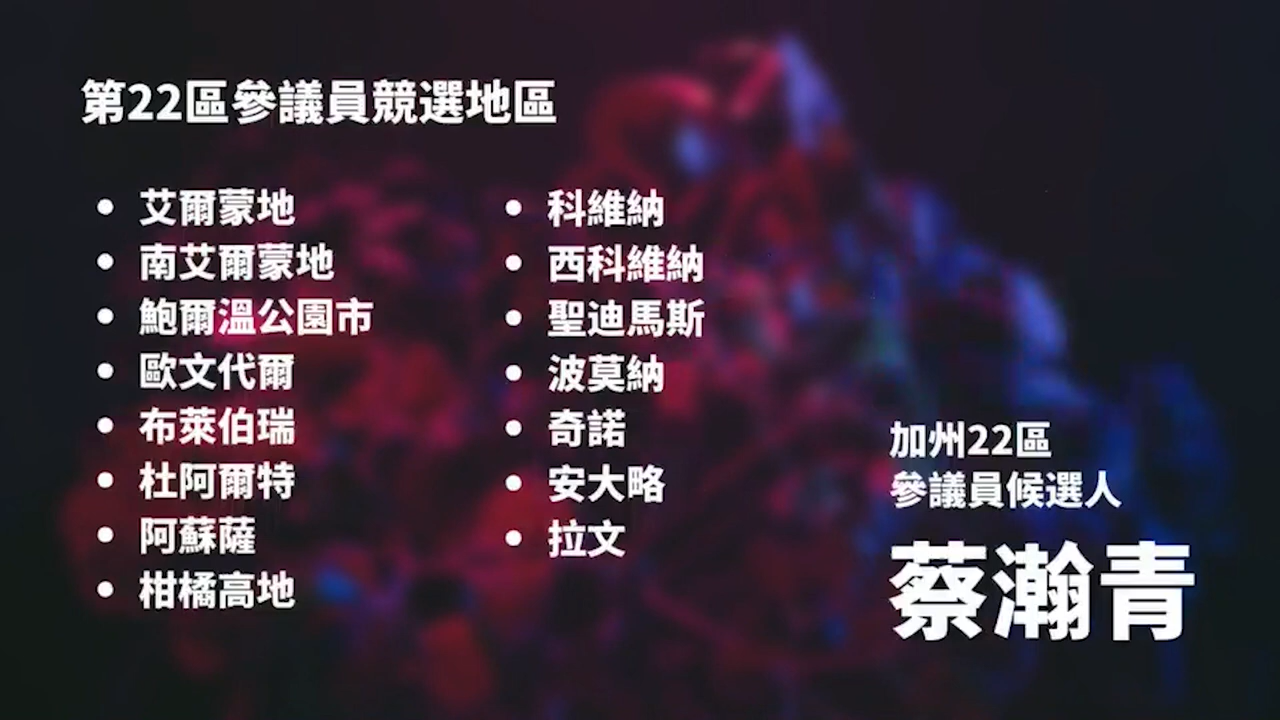 第22區參議員競選地區
• 艾爾蒙地
• 南艾爾蒙地
• 鮑爾溫公園市
• 歐文代爾
• 布萊伯瑞
• 杜阿爾特
• 阿蘇薩
• 柑橘高地
• 科維納
• 西科維納
• 聖迪馬斯
• 波莫納
• 奇諾
• 安大略
• 拉文
加州22區
參議員候選人
蔡瀚青